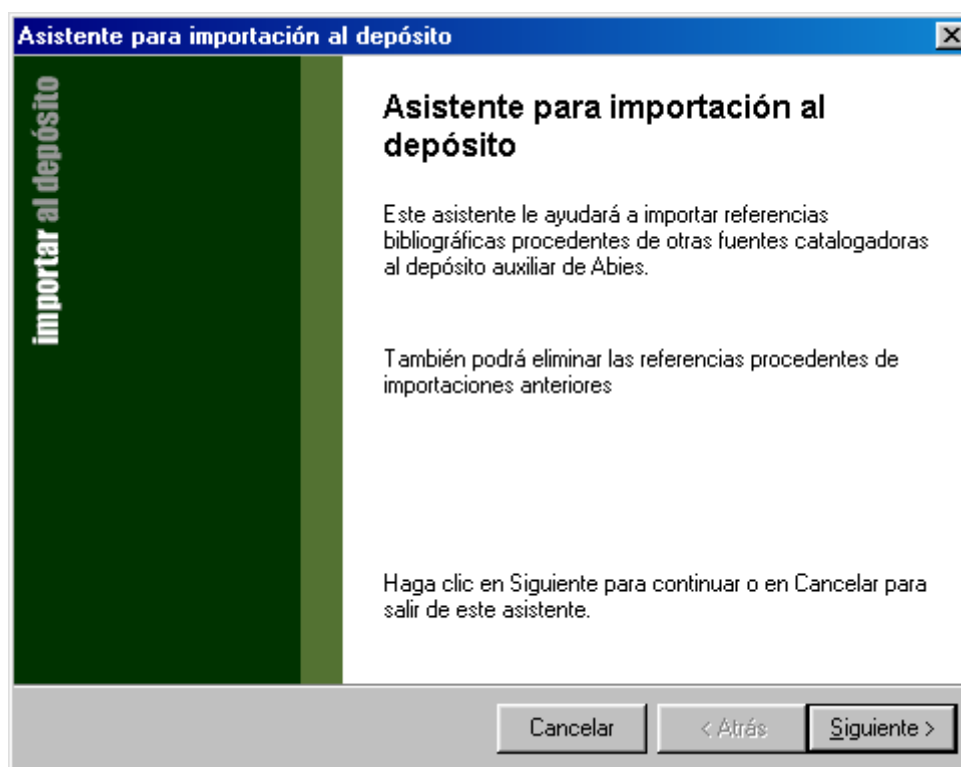 Asistente para importación al depósito
importar al depósito
Asistente para importación al
depósito
Este asistente le ayudará a importar referencias
bibliográficas procedentes de otras fuentes catalogadoras
al depósito auxiliar de Abies.
También podrá eliminar las referencias procedentes de
importaciones anteriores
Haga clic en Siguiente para continuar o en Cancelar para
salir de este asistente.
Cancelar
< Atrás
Siguiente >